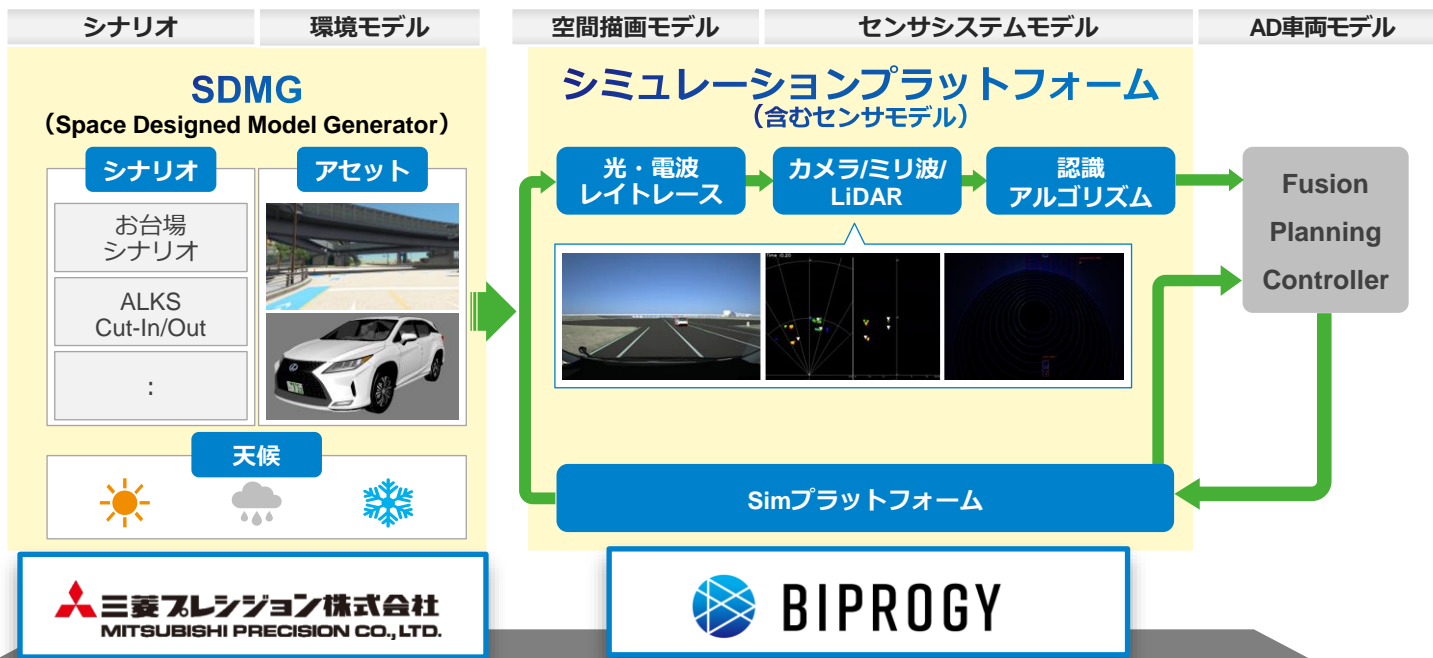 シナリオ
環境モデル
空間描画モデル
センサシステムモデル
AD車両モデル
SDMG
（Space Designed Model Generator）
シナリオ
お台場
シナリオ
ALKS
Cut-In/Out
:
アセット
天候
シミュレーションプラットフォーム
（含むセンサモデル）
光・電波
レイトレース
カメラ/ミリ波/
LiDAR
認識
アルゴリズム
Fusion
Planning
Controller
Simプラットフォーム
三菱プレシジョン株式会社
MITSUBISHI PRECISION CO., LTD.
BIPROGY